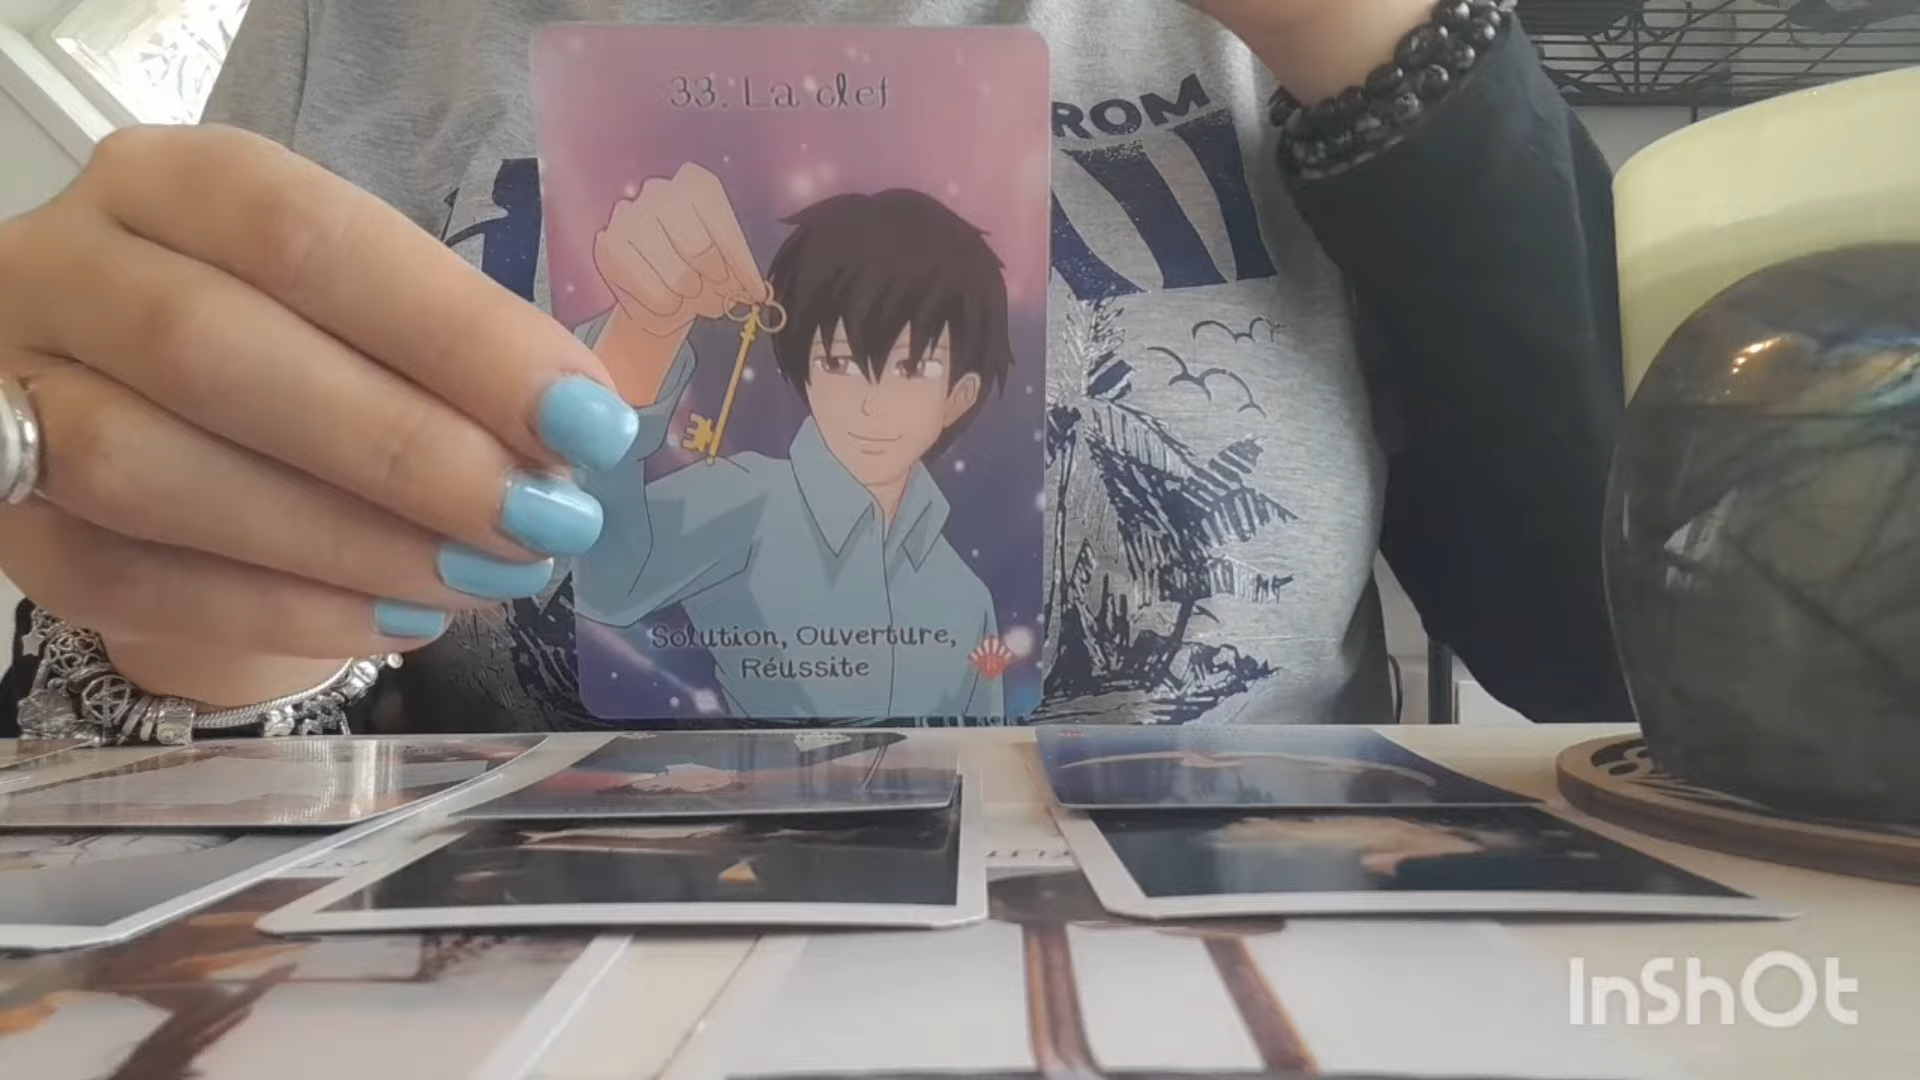 33. La clef
ROM
Solution, Ouverture,
Réussite
InShOt